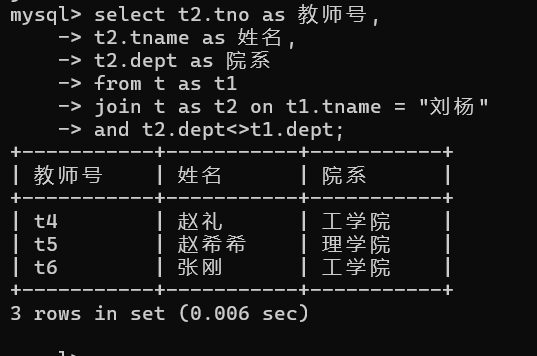 mysql> select t2.tno as 教师号,
    -> t2.tname as 姓名,
    -> t2.dept as 院系
    -> from t as t1
    -> join t as t2 on t1.tname = "刘杨"
    -> and t2.dept<>t1.dept;
+-----------+-----------+-----------+
| 教师号    | 姓名      | 院系      |
+-----------+-----------+-----------+
| t4        | 赵礼      | 工学院    |
| t5        | 赵希希    | 理学院    |
| t6        | 张刚      | 工学院    |
+-----------+-----------+-----------+
3 rows in set (0.006 sec)